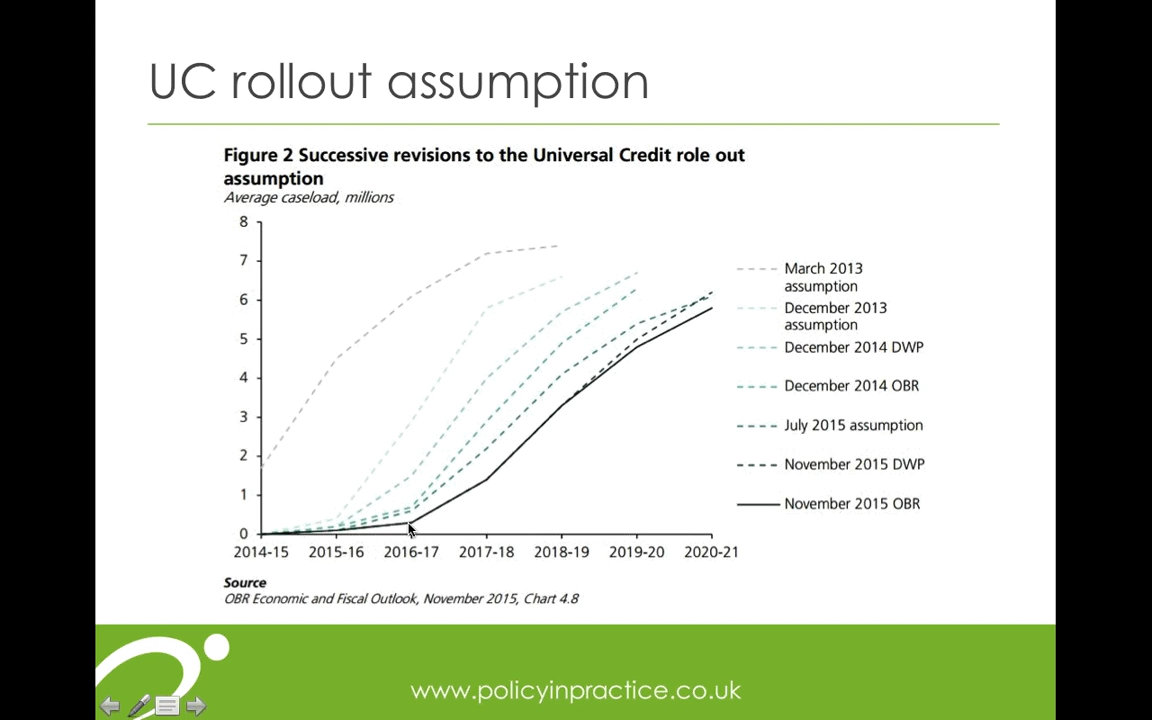 UC rollout assumption
Figure 2 Successive revisions to the Universal Credit role out
assumption
Average caseload, millions
8
7
6
5
4
3
2
1
0
2014-15 2015-16 2016-17 2017-18 2018-19 2019-20 2020-21
March 2013
assumption
December 2013
assumption
December 2014 DWP
December 2014 OBR
July 2015 assumption
November 2015 DWP
November 2015 OBR
Source
OBR Economic and Fiscal Outlook, November 2015, Chart 4.8
www.policyinpractice.co.uk